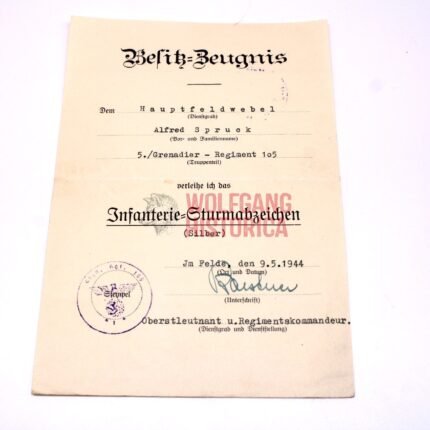 Besitz=Zeugnis
Dem Hauptfeldwebel
(Dienstgrad)
Alfred Spruck
(Vor- und Familienname)
5./Grenadier - Regiment 105
(Truppenteil)
verleihe ich das
WOLFGANG
HISTORICA
Infanterie=Sturmabzeichen
(Silber)
Jm Felde, den 9.5.1944
(Ort und Datum)
(Unterschrift)
Oberstleutnant u.Regimentskommandeur.
(Dienstgrad und Dienststellung)